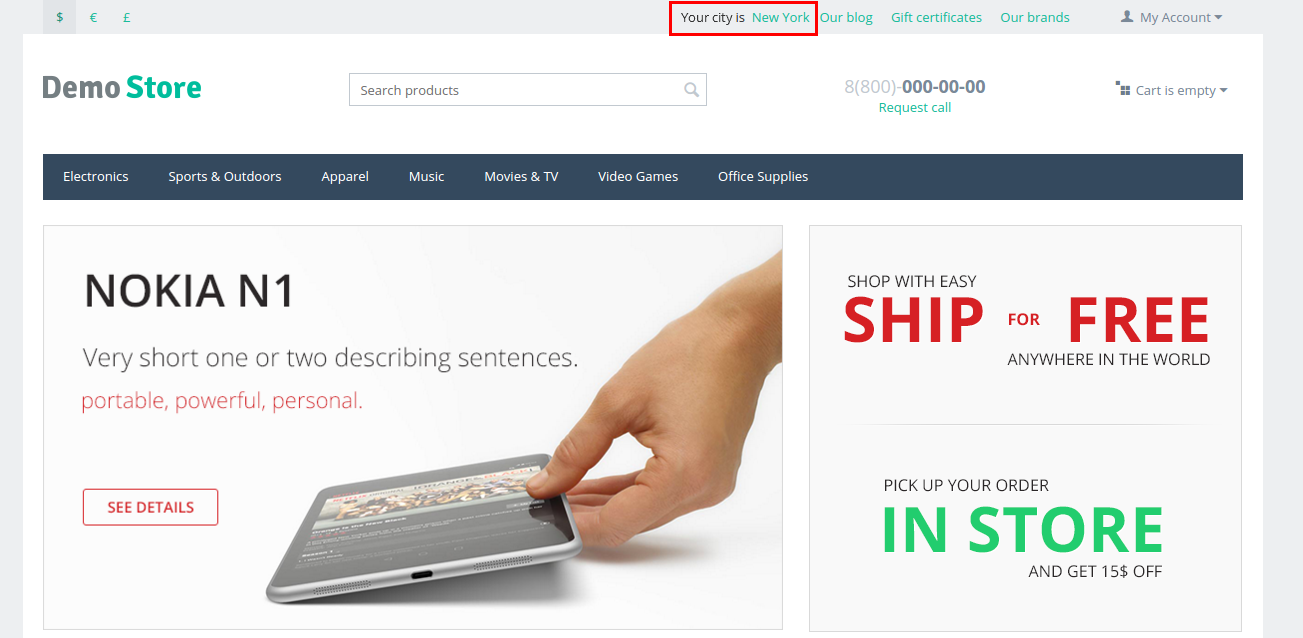 $ € £ Your city is New York Our blog Gift certificates Our brands My Account
Demo Store Search products 8(800)-000-00-00 Cart is empty
Request call
Electronics Sports & Outdoors Apparel Music Movies & TV Video Games Office Supplies
NOKIA N1
Very short one or two describing sentences.
portable, powerful, personal.
SEE DETAILS
SHOP WITH EASY
SHIP FOR FREE
ANYWHERE IN THE WORLD
PICK UP YOUR ORDER
IN STORE
AND GET 15$ OFF